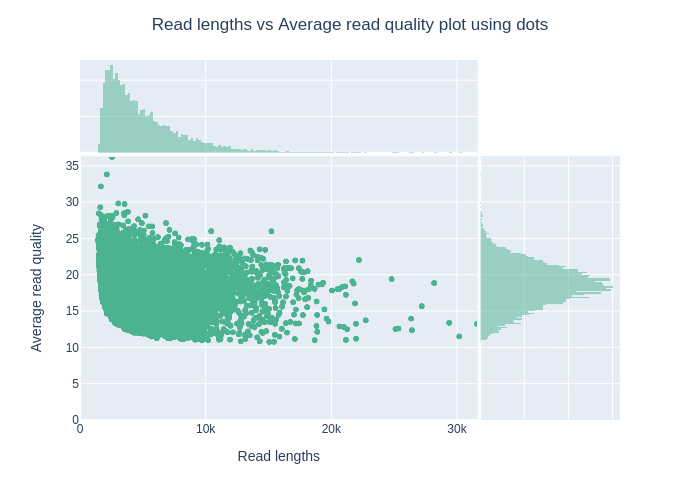 Read lengths vs Average read quality plot using dots
35
30
25
20
15
10
5
0
0
10k
20k
30k
Average read quality
Read lengths